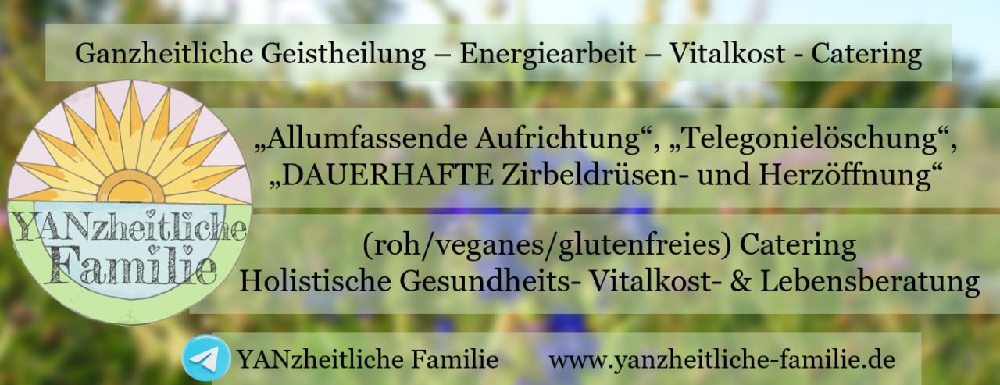 Ganzheitliche Geistheilung – Energiearbeit – Vitalkost - Catering
„Allumfassende Aufrichtung“, „Telegonielöschung“,
„DAUERHAFTE Zirbeldrüsen- und Herzöffnung“
YANzheitliche
Familie
(roh/veganes/glutenfreies) Catering
Holistische Gesundheits- Vitalkost- & Lebensberatung
YANzheitliche Familie www.yanzheitliche-familie.de